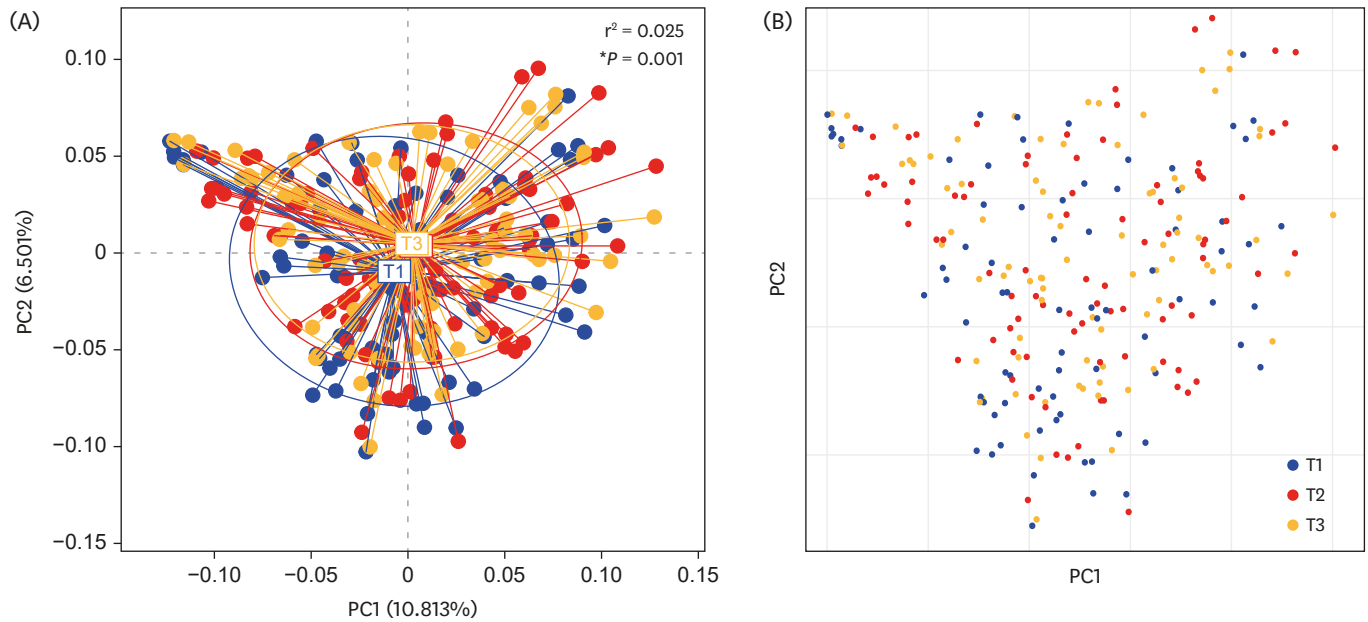 (A)
r² = 0.025
*P = 0.001
0.10
0.05
0
−0.05
−0.10
−0.15
PC2 (6.501%)
T3
T1
−0.10 −0.05 0 0.05 0.10 0.15
PC1 (10.813%)
(B)
PC2
T1
T2
T3
PC1